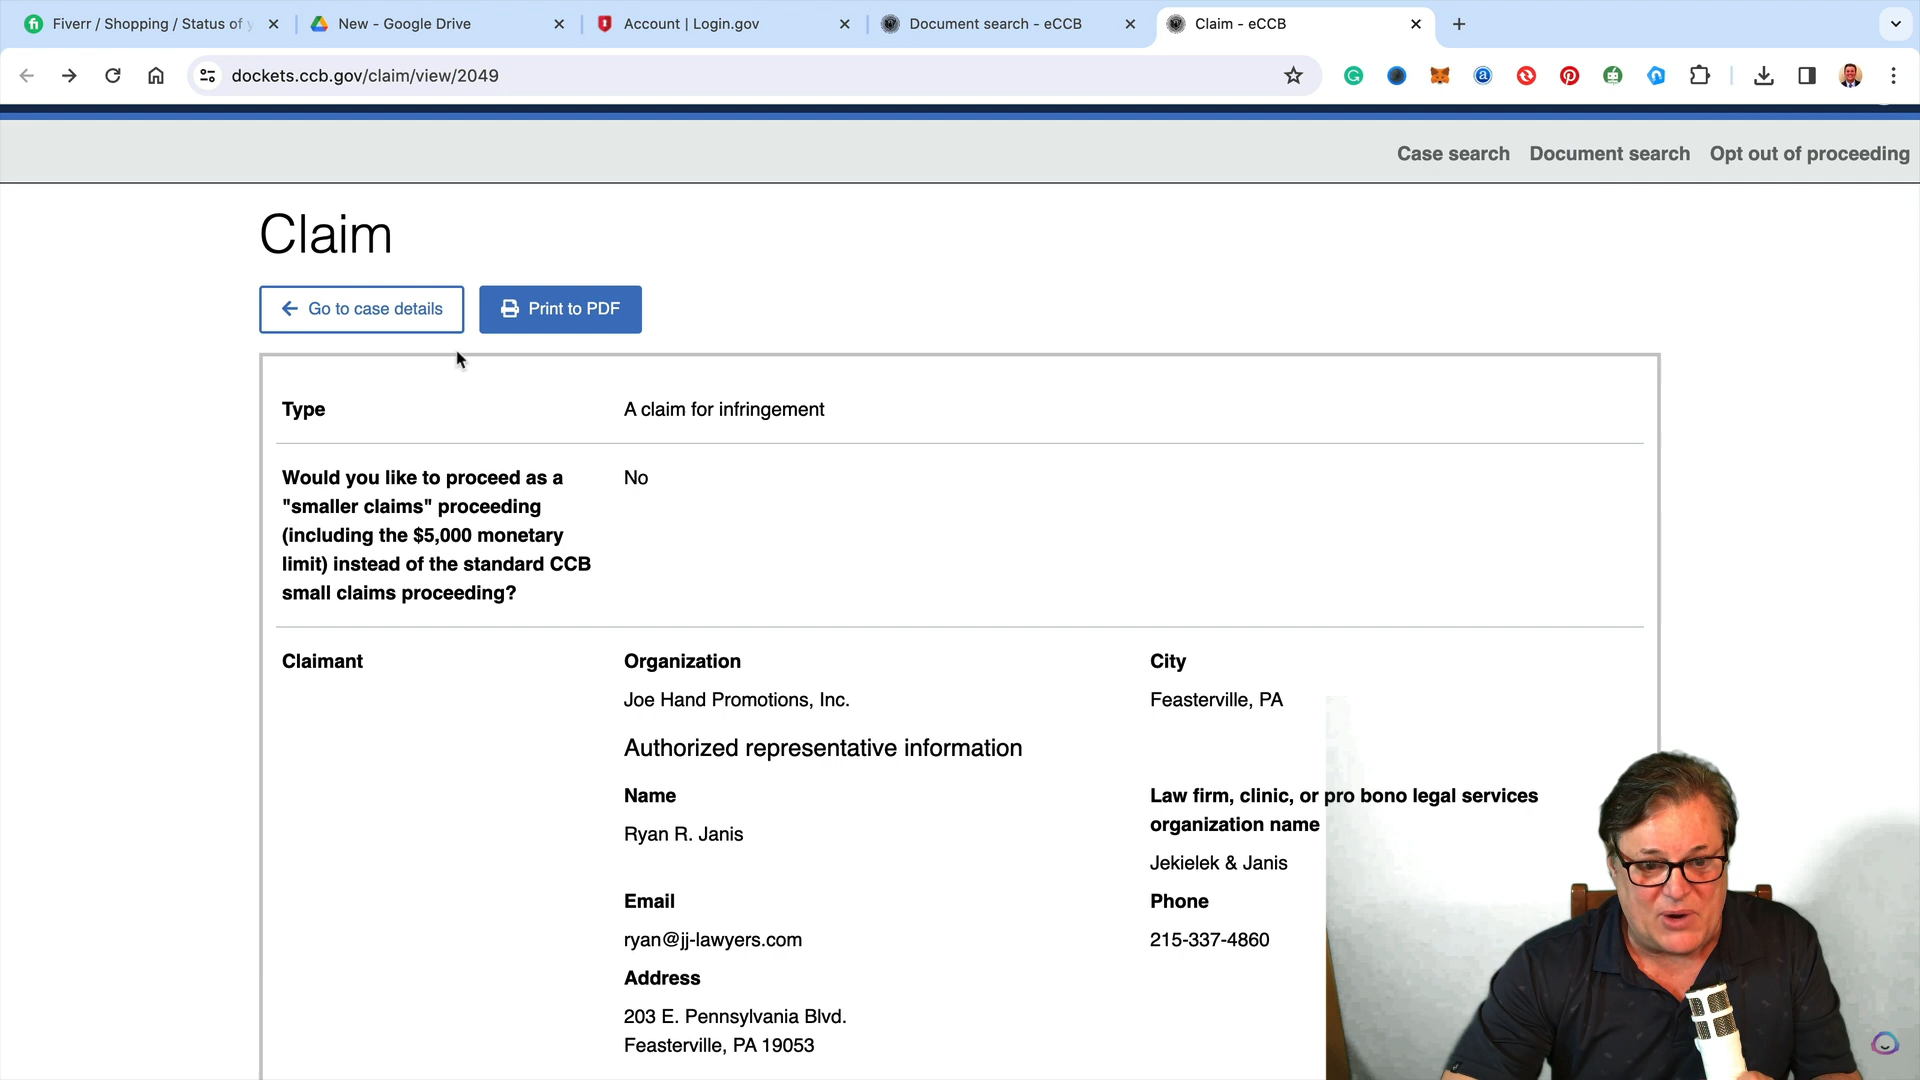 Fiverr / Shopping / Status of y
New - Google Drive
Account | Login.gov
Document search - eCCB
Claim - eCCB
dockets.ccb.gov/claim/view/2049
Case search
Document search
Opt out of proceeding
Claim
Go to case details
Print to PDF
Type
A claim for infringement
Would you like to proceed as a
"smaller claims" proceeding
(including the $5,000 monetary
limit) instead of the standard CCB
small claims proceeding?
No
Claimant
Organization
Joe Hand Promotions, Inc.
City
Feasterville, PA
Authorized representative information
Name
Ryan R. Janis
Law firm, clinic, or pro bono legal services
organization name
Jekielek & Janis
Email
ryan@jj-lawyers.com
Phone
215-337-4860
Address
203 E. Pennsylvania Blvd.
Feasterville, PA 19053